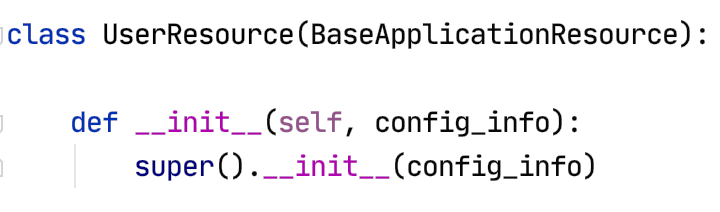 class UserResource(BaseApplicationResource):
def __init__(self, config_info):
super().__init__(config_info)